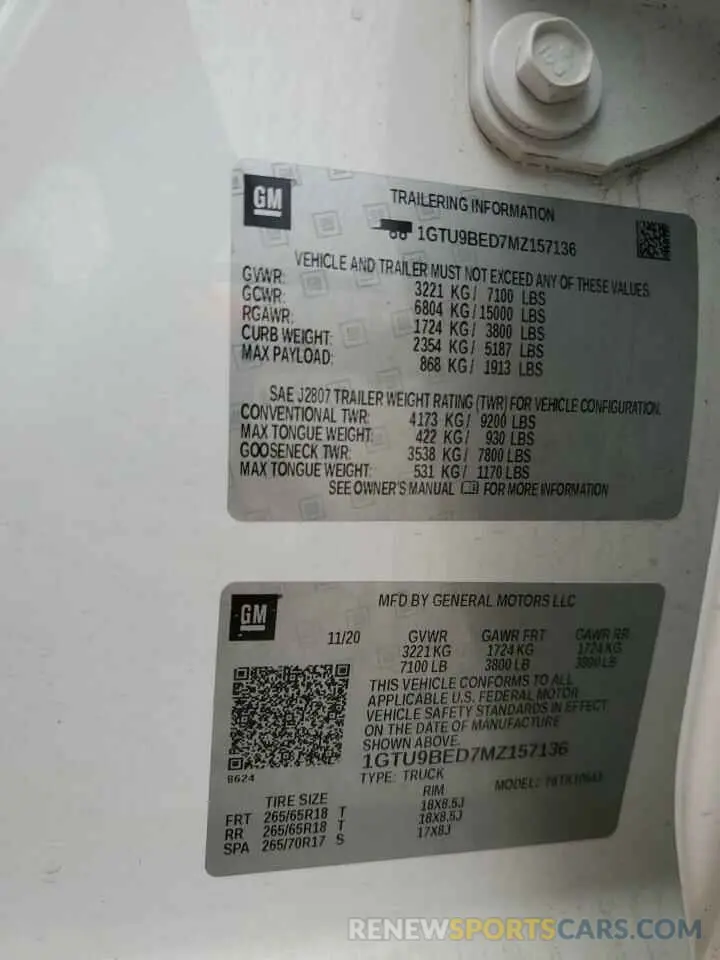 GM
TRAILERING INFORMATION
1GTU9BED7MZ157136
VEHICLE AND TRAILER MUST NOT EXCEED ANY OF THESE VALUES.
GVWR: 3221 KG/ 7100 LBS
GCWR: 6804 KG/15000 LBS
RGAWR: 1724 KG/ 3800 LBS
CURB WEIGHT: 2354 KG/ 5187 LBS
MAX PAYLOAD: 868 KG/ 1913 LBS
SAE J2807 TRAILER WEIGHT RATING (TWR) FOR VEHICLE CONFIGURATION.
CONVENTIONAL TWR: 4173 KG/ 9200 LBS
MAX TONGUE WEIGHT: 422 KG/ 930 LBS
GOOSENECK TWR: 3538 KG/ 7800 LBS
MAX TONGUE WEIGHT: 531 KG/ 1170 LBS
SEE OWNER'S MANUAL FOR MORE INFORMATION
GM
MFD BY GENERAL MOTORS LLC
11/20 GVWR GAWR FRT GAWR RR
3221 KG 1724 KG 1724 KG
7100 LB 3800 LB 3800 LB
THIS VEHICLE CONFORMS TO ALL
APPLICABLE U.S. FEDERAL MOTOR
VEHICLE SAFETY STANDARDS IN EFFECT
ON THE DATE OF MANUFACTURE
SHOWN ABOVE.
1GTU9BED7MZ157136
8624
TYPE: TRUCK MODEL:
TIRE SIZE RIM
FRT 265/65R18 T 18X8.5J
RR 265/65R18 T 18X8.5J
SPA 265/70R17 S 17X8J
RENEWSPORTSCARS.COM